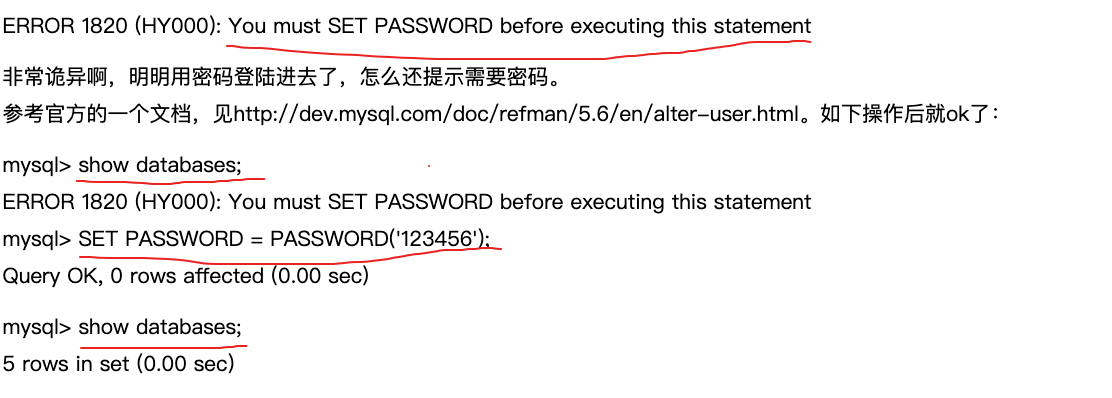 ERROR 1820 (HY000): You must SET PASSWORD before executing this statement
非常诡异啊，明明用密码登陆进去了，怎么还提示需要密码。
参考官方的一个文档，见http://dev.mysql.com/doc/refman/5.6/en/alter-user.html。如下操作后就ok了：
mysql> show databases;
ERROR 1820 (HY000): You must SET PASSWORD before executing this statement
mysql> SET PASSWORD = PASSWORD('123456');
Query OK, 0 rows affected (0.00 sec)
mysql> show databases;
5 rows in set (0.00 sec)